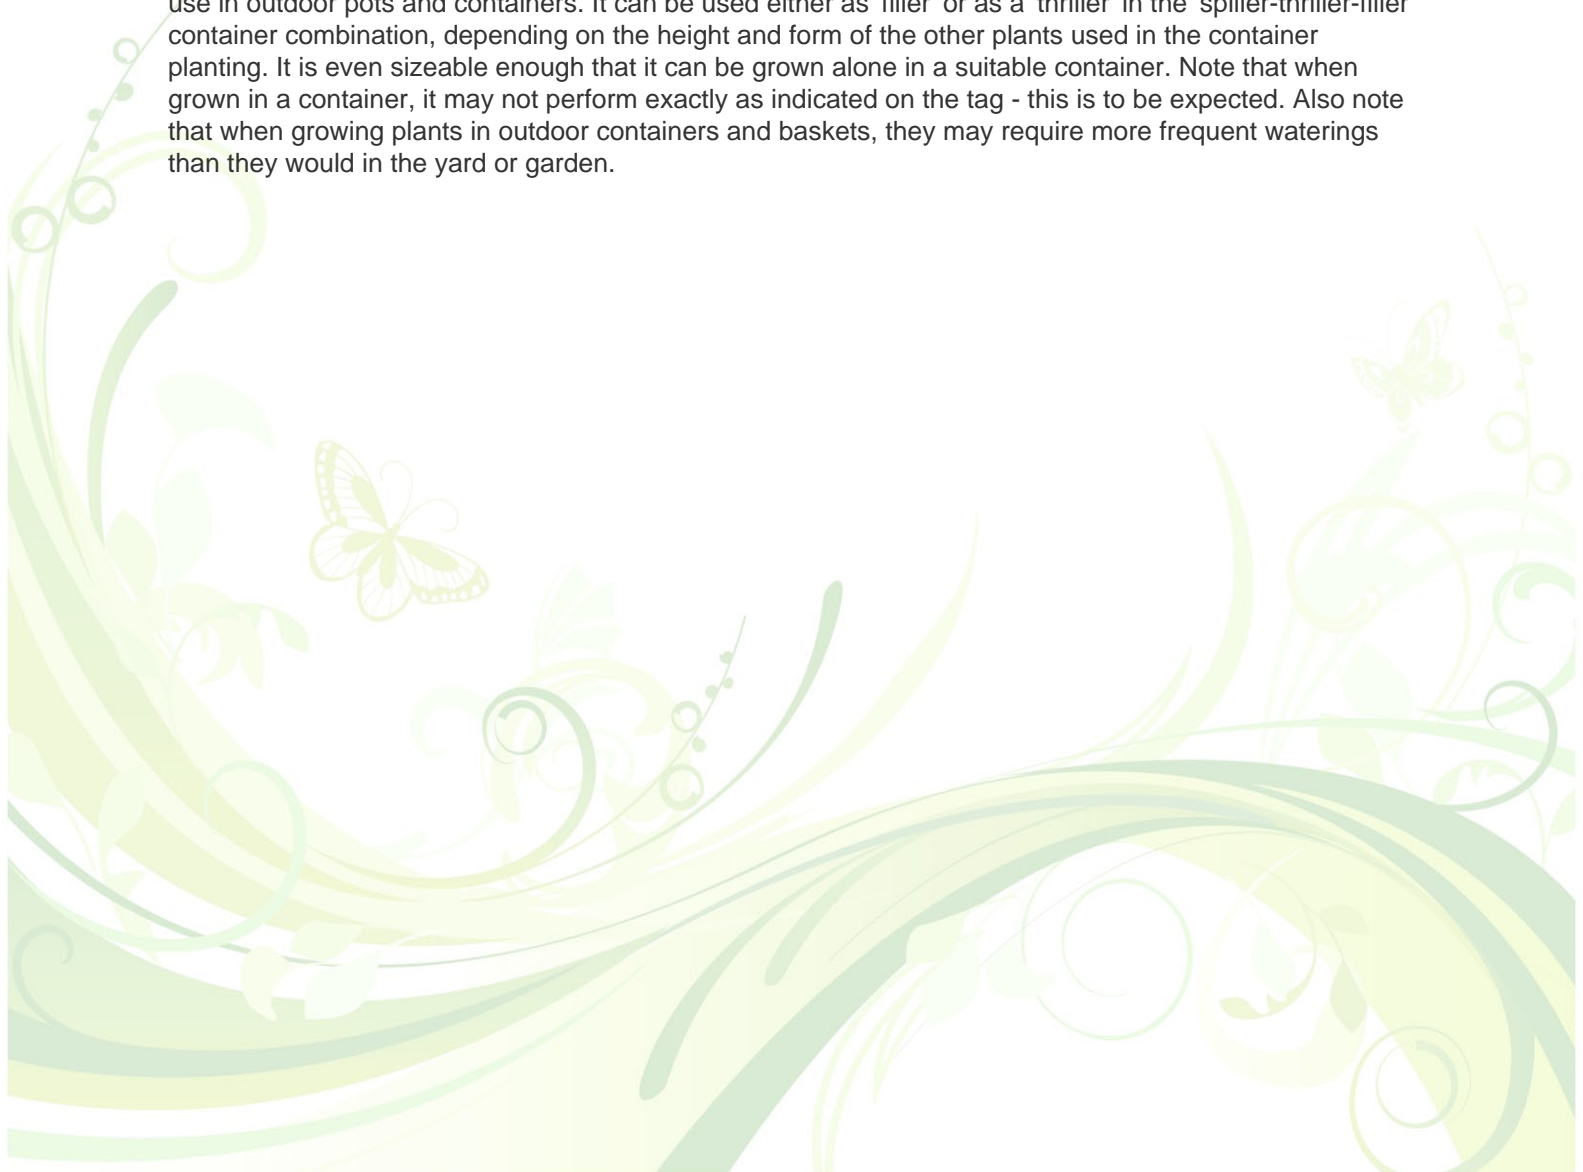 use in outdoor pots and containers. It can be used either as 'filler' or as a 'thriller' in the 'spiller-thriller-filler'
container combination, depending on the height and form of the other plants used in the container
planting. It is even sizeable enough that it can be grown alone in a suitable container. Note that when
grown in a container, it may not perform exactly as indicated on the tag - this is to be expected. Also note
that when growing plants in outdoor containers and baskets, they may require more frequent waterings
than they would in the yard or garden.